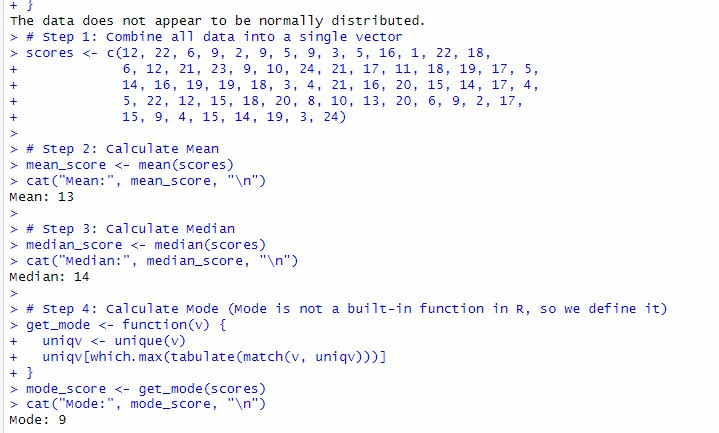 + }
The data does not appear to be normally distributed.
> # Step 1: Combine all data into a single vector
> scores <- c(12, 22, 6, 9, 2, 9, 5, 9, 3, 5, 16, 1, 22, 18,
+             6, 12, 21, 23, 9, 10, 24, 21, 17, 11, 18, 19, 17, 5,
+             14, 16, 19, 19, 18, 3, 4, 21, 16, 20, 15, 14, 17, 4,
+             5, 22, 12, 15, 18, 20, 8, 10, 13, 20, 6, 9, 2, 17,
+             15, 9, 4, 15, 14, 19, 3, 24)
>
> # Step 2: Calculate Mean
> mean_score <- mean(scores)
> cat("Mean:", mean_score, "\n")
Mean: 13
>
> # Step 3: Calculate Median
> median_score <- median(scores)
> cat("Median:", median_score, "\n")
Median: 14
>
> # Step 4: Calculate Mode (Mode is not a built-in function in R, so we define it)
> get_mode <- function(v) {
+   uniqv <- unique(v)
+   uniqv[which.max(tabulate(match(v, uniqv)))]
+ }
> mode_score <- get_mode(scores)
> cat("Mode:", mode_score, "\n")
Mode: 9